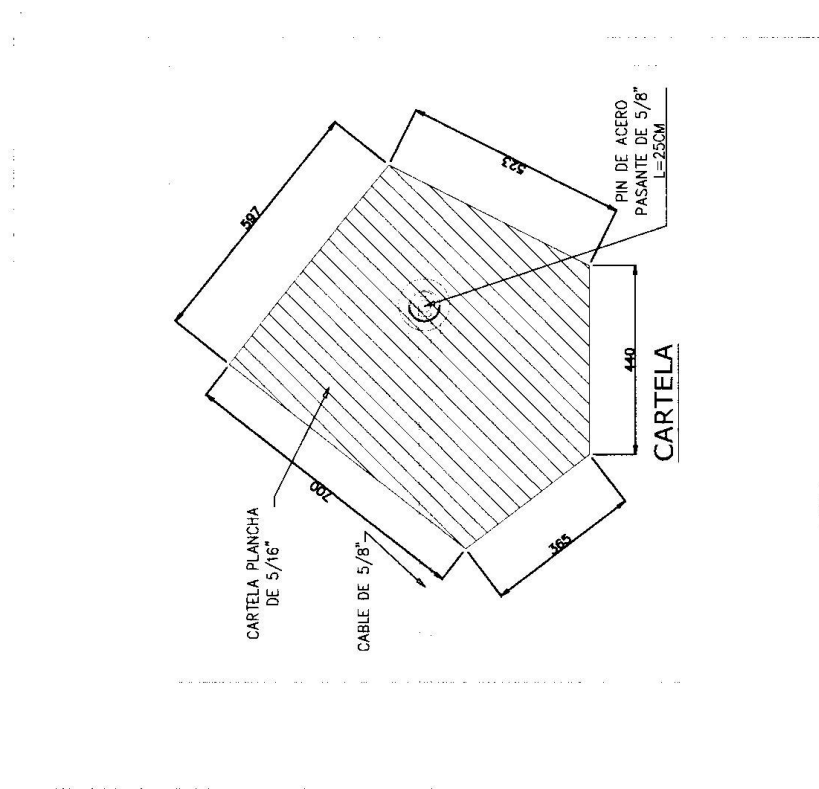 597
523
PIN DE ACERO
PASANTE DE 5/8"
L=25CM
440
CARTELA
700
365
CARTELA PLANCHA
DE 5/16"
CABLE DE 5/8"